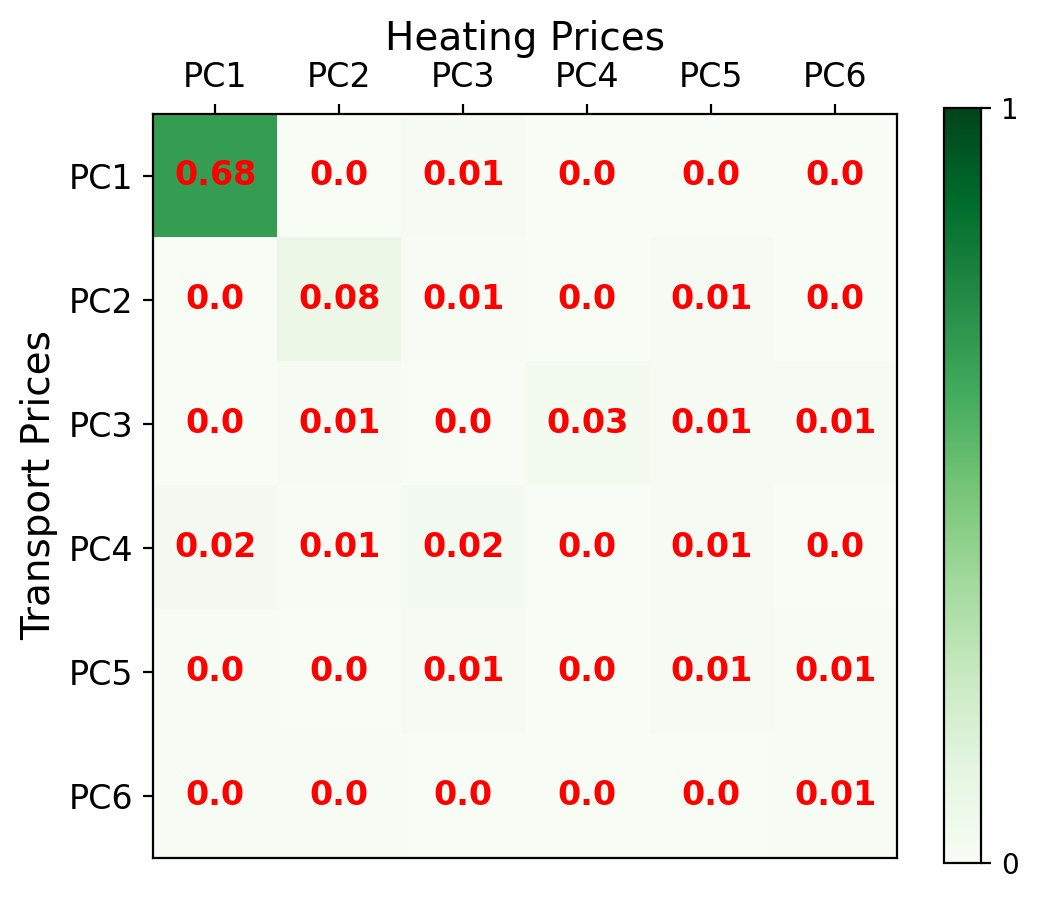 Heating Prices
PC1 PC2 PC3 PC4 PC5 PC6
1
PC1 0.68 0.0 0.01 0.0 0.0 0.0
PC2 0.0 0.08 0.01 0.0 0.01 0.0
PC3 0.0 0.01 0.0 0.03 0.01 0.01
Transport Prices
PC4 0.02 0.01 0.02 0.0 0.01 0.0
PC5 0.0 0.0 0.01 0.0 0.01 0.01
PC6 0.0 0.0 0.0 0.0 0.0 0.01
0